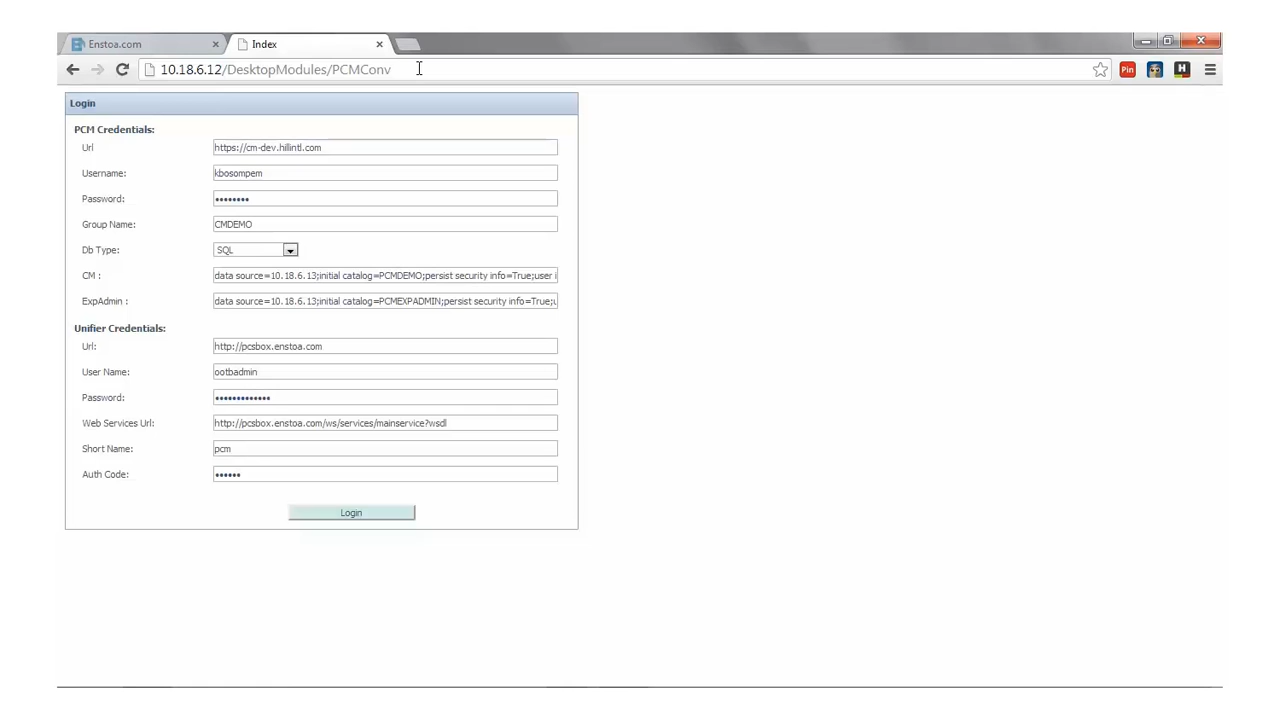 Enstoa.com
Index
10.18.6.12/DesktopModules/PCMConv
Pin
H
Login
PCM Credentials:
Url https://cm-dev.hillintl.com
Username: kbosompem
Password: ••••••••
Group Name: CMDEMO
Db Type: SQL
CM : data source=10.18.6.13;initial catalog=PCMDEMO;persist security info=True;user i
ExpAdmin : data source=10.18.6.13;initial catalog=PCMEXPADMIN;persist security info=True;u
Unifier Credentials:
Url: http://pcsbox.enstoa.com
User Name: ootbadmin
Password: •••••••••••••
Web Services Url: http://pcsbox.enstoa.com/ws/services/mainservice?wsdl
Short Name: pcm
Auth Code: ••••••
Login